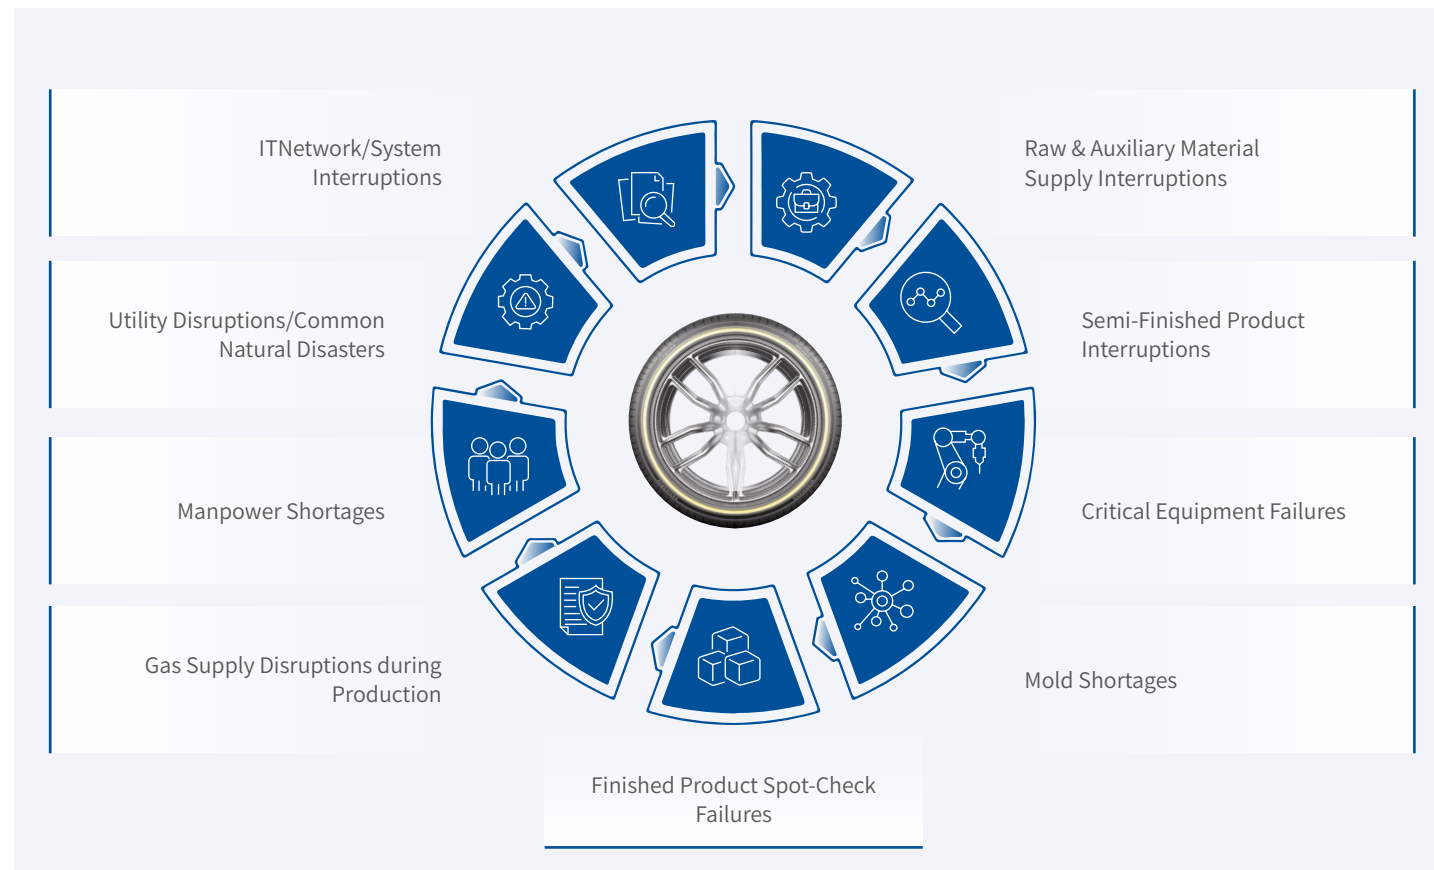 ITNetwork/System
Interruptions
Raw & Auxiliary Material
Supply Interruptions
Utility Disruptions/Common
Natural Disasters
Semi-Finished Product
Interruptions
Manpower Shortages
Critical Equipment Failures
Gas Supply Disruptions during
Production
Mold Shortages
Finished Product Spot-Check
Failures